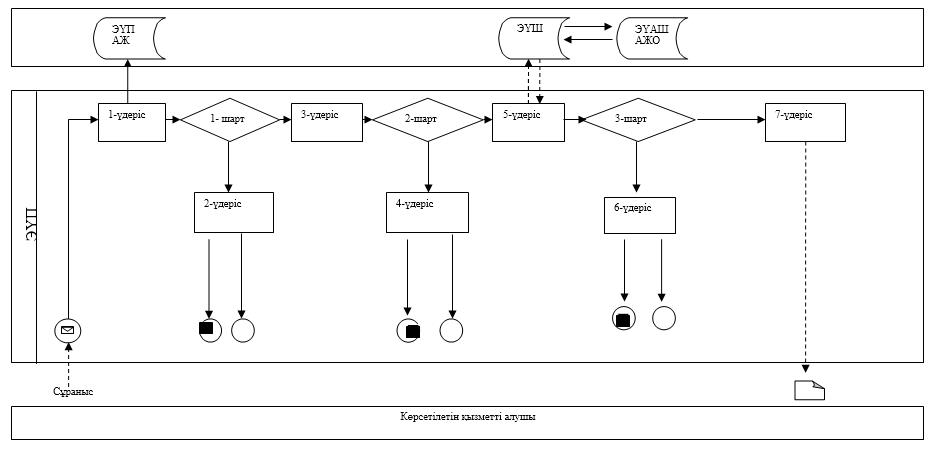 ЭҮП
АЖ
ЭҮШ
ЭҮАШ
АЖО
1-үдеріс
1- шарт
3-үдеріс
2-шарт
5-үдеріс
3-шарт
7-үдеріс
2-үдеріс
4-үдеріс
6-үдеріс
ЭҮП
Сұраныс
Көрсетілетін қызметті алушы